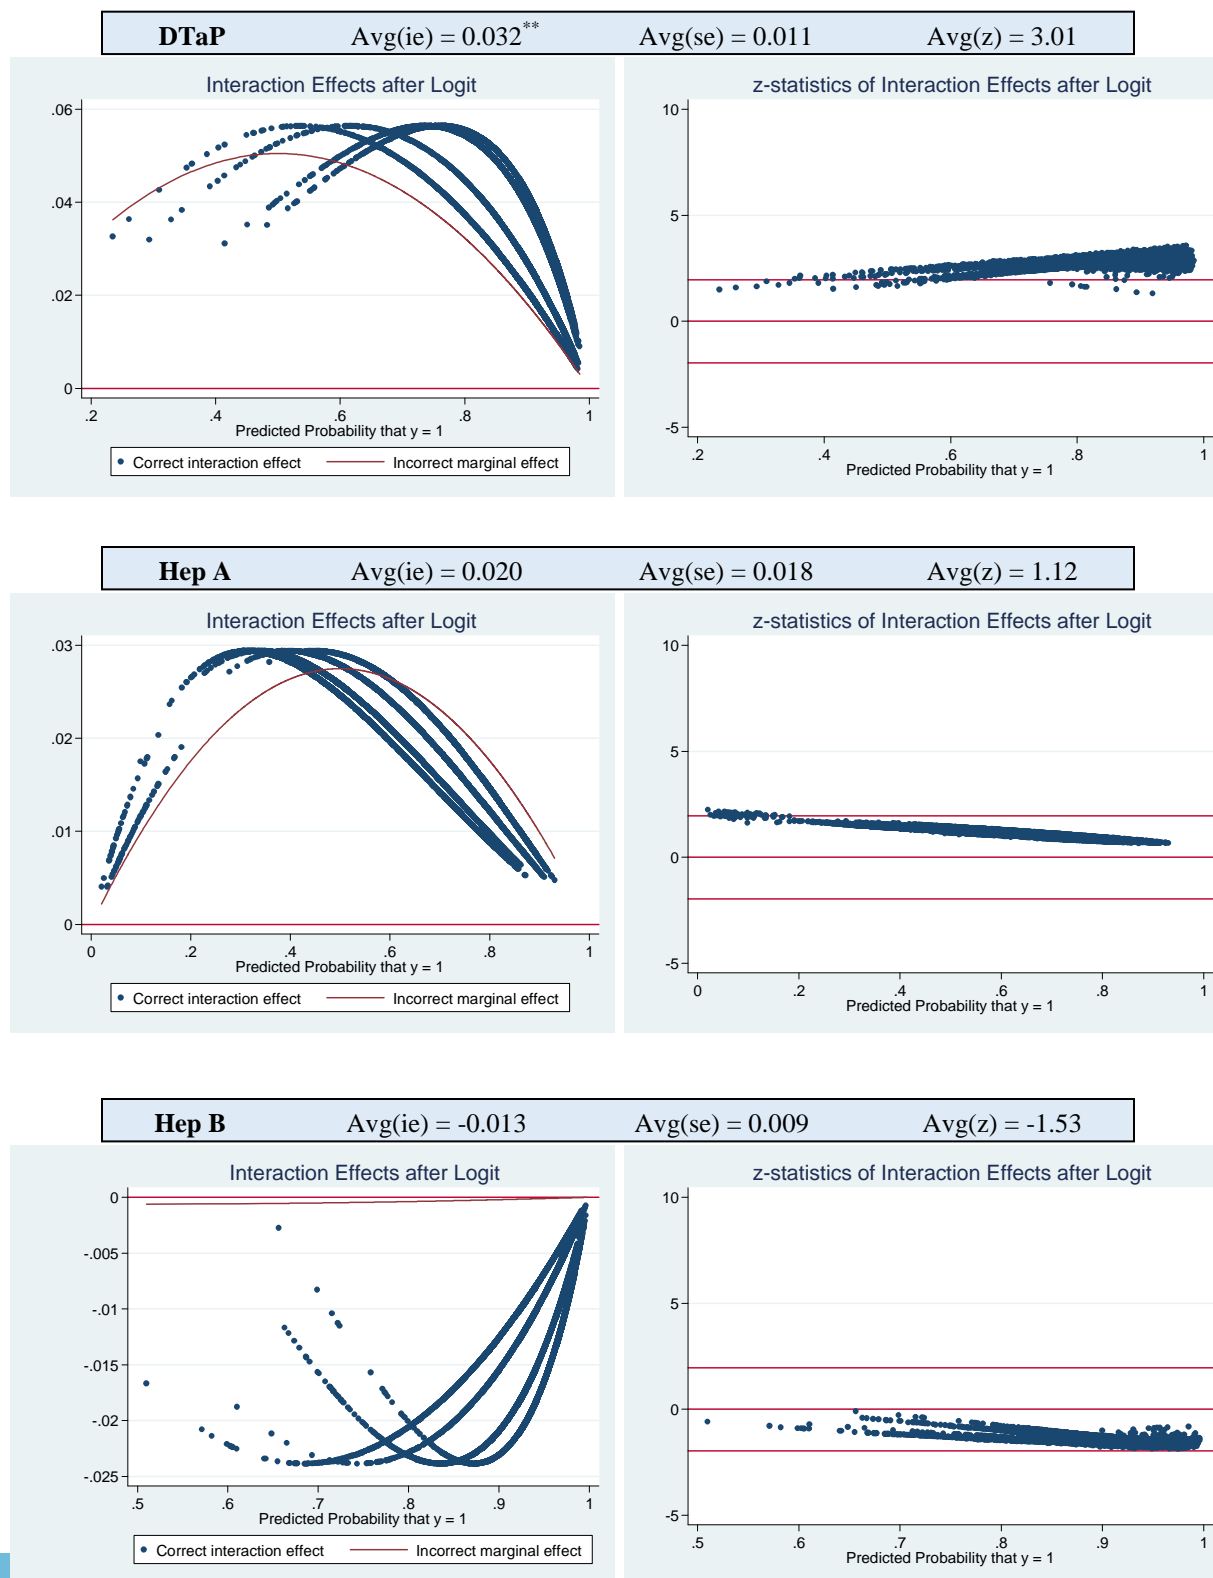 DTaP Avg(ie) = 0.032** Avg(se) = 0.011 Avg(z) = 3.01
Interaction Effects after Logit
.06
.04
.02
0
.2 .4 .6 .8 1
Predicted Probability that y = 1
Correct interaction effect Incorrect marginal effect
z-statistics of Interaction Effects after Logit
10
5
0
-5
.2 .4 .6 .8 1
Predicted Probability that y = 1
Hep A Avg(ie) = 0.020 Avg(se) = 0.018 Avg(z) = 1.12
Interaction Effects after Logit
.03
.02
.01
0
0 .2 .4 .6 .8 1
Predicted Probability that y = 1
Correct interaction effect Incorrect marginal effect
z-statistics of Interaction Effects after Logit
10
5
0
-5
0 .2 .4 .6 .8 1
Predicted Probability that y = 1
Hep B Avg(ie) = -0.013 Avg(se) = 0.009 Avg(z) = -1.53
Interaction Effects after Logit
0
-.005
-.01
-.015
-.02
-.025
.5 .6 .7 .8 .9 1
Predicted Probability that y = 1
Correct interaction effect Incorrect marginal effect
z-statistics of Interaction Effects after Logit
10
5
0
-5
.5 .6 .7 .8 .9 1
Predicted Probability that y = 1